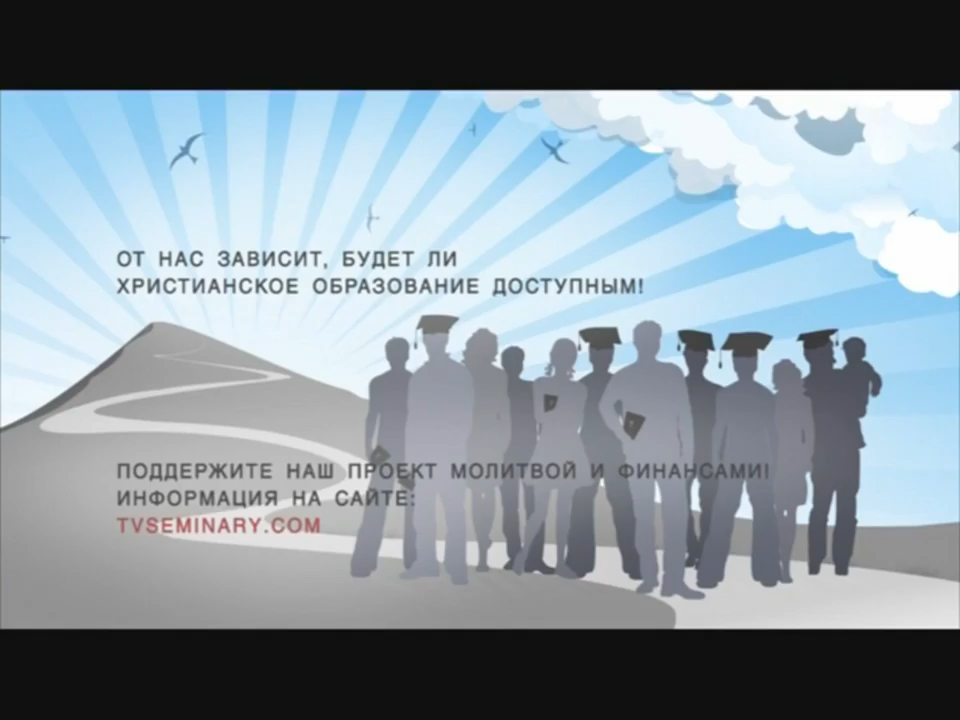 ОТ НАС ЗАВИСИТ, БУДЕТ ЛИ
ХРИСТИАНСКОЕ ОБРАЗОВАНИЕ ДОСТУПНЫМ!
ПОДДЕРЖИТЕ НАШ ПРОЕКТ МОЛИТВОЙ И ФИНАНСАМИ!
ИНФОРМАЦИЯ НА САЙТЕ:
TVSEMINARY.COM